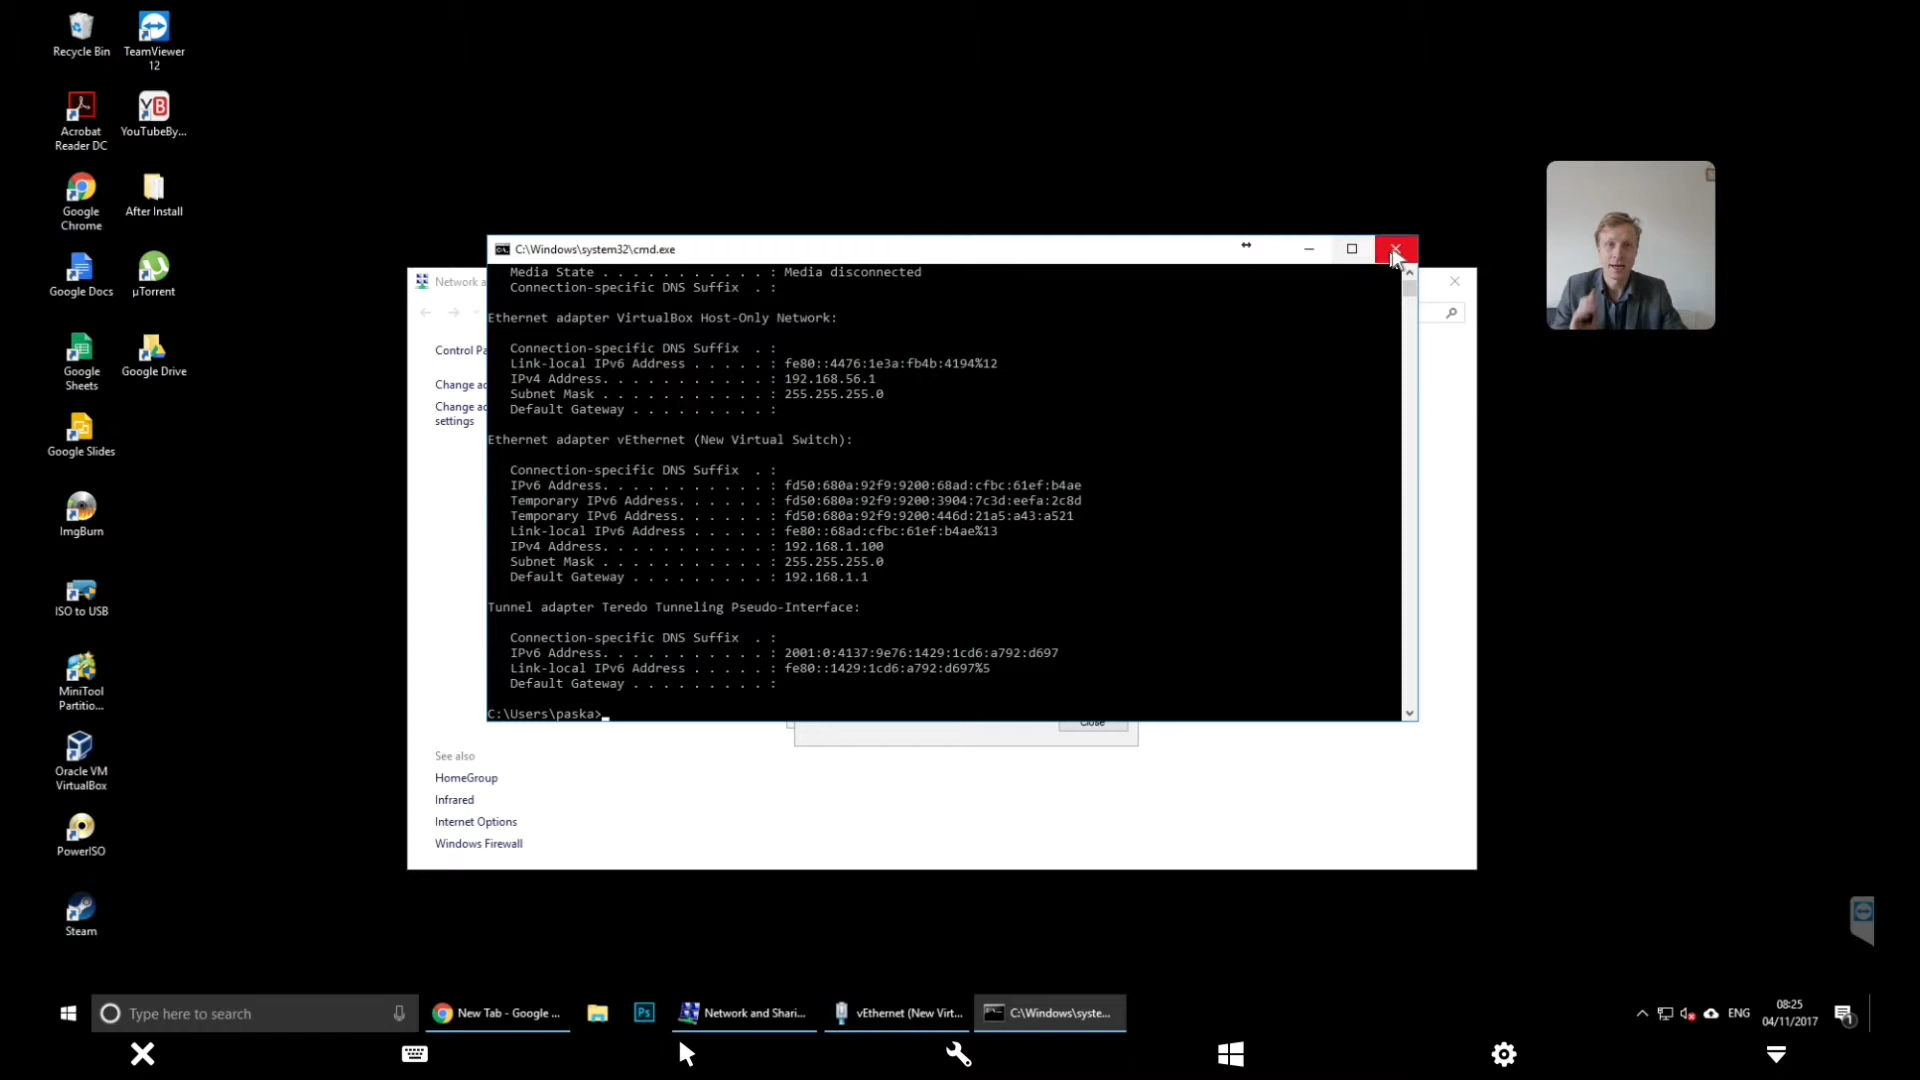 Recycle Bin
TeamViewer
12
Acrobat
Reader DC
YouTubeBy...
Google
Chrome
After Install
Google Docs
µTorrent
Google
Sheets
Google Drive
Google Slides
ImgBurn
ISO to USB
MiniTool
Partitio...
Oracle VM
VirtualBox
PowerISO
Steam
C:\Windows\system32\cmd.exe
Media State . . . . . . . . . . . : Media disconnected
Connection-specific DNS Suffix  . :
Ethernet adapter VirtualBox Host-Only Network:
Connection-specific DNS Suffix  . :
Link-local IPv6 Address . . . . . : fe80::4476:1e3a:fb4b:4194%12
IPv4 Address. . . . . . . . . . . : 192.168.56.1
Subnet Mask . . . . . . . . . . . : 255.255.255.0
Default Gateway . . . . . . . . . :
Ethernet adapter vEthernet (New Virtual Switch):
Connection-specific DNS Suffix  . :
IPv6 Address. . . . . . . . . . . : fd50:680a:92f9:9200:68ad:cfbc:61ef:b4ae
Temporary IPv6 Address. . . . . . : fd50:680a:92f9:9200:3904:7c3d:eefa:2c8d
Temporary IPv6 Address. . . . . . : fd50:680a:92f9:9200:446d:21a5:a43:a521
Link-local IPv6 Address . . . . . : fe80::68ad:cfbc:61ef:b4ae%13
IPv4 Address. . . . . . . . . . . : 192.168.1.100
Subnet Mask . . . . . . . . . . . : 255.255.255.0
Default Gateway . . . . . . . . . : 192.168.1.1
Tunnel adapter Teredo Tunneling Pseudo-Interface:
Connection-specific DNS Suffix  . :
IPv6 Address. . . . . . . . . . . : 2001:0:4137:9e76:1429:1cd6:a792:d697
Link-local IPv6 Address . . . . . : fe80::1429:1cd6:a792:d697%5
Default Gateway . . . . . . . . . :
C:\Users\paska>
Network a
Control Pa
Change ad
Change ad
settings
Close
See also
HomeGroup
Infrared
Internet Options
Windows Firewall
Type here to search
New Tab - Google ...
Ps
Network and Shari...
vEthernet (New Virt...
C:\Windows\syste...
ENG
08:25
04/11/2017
1